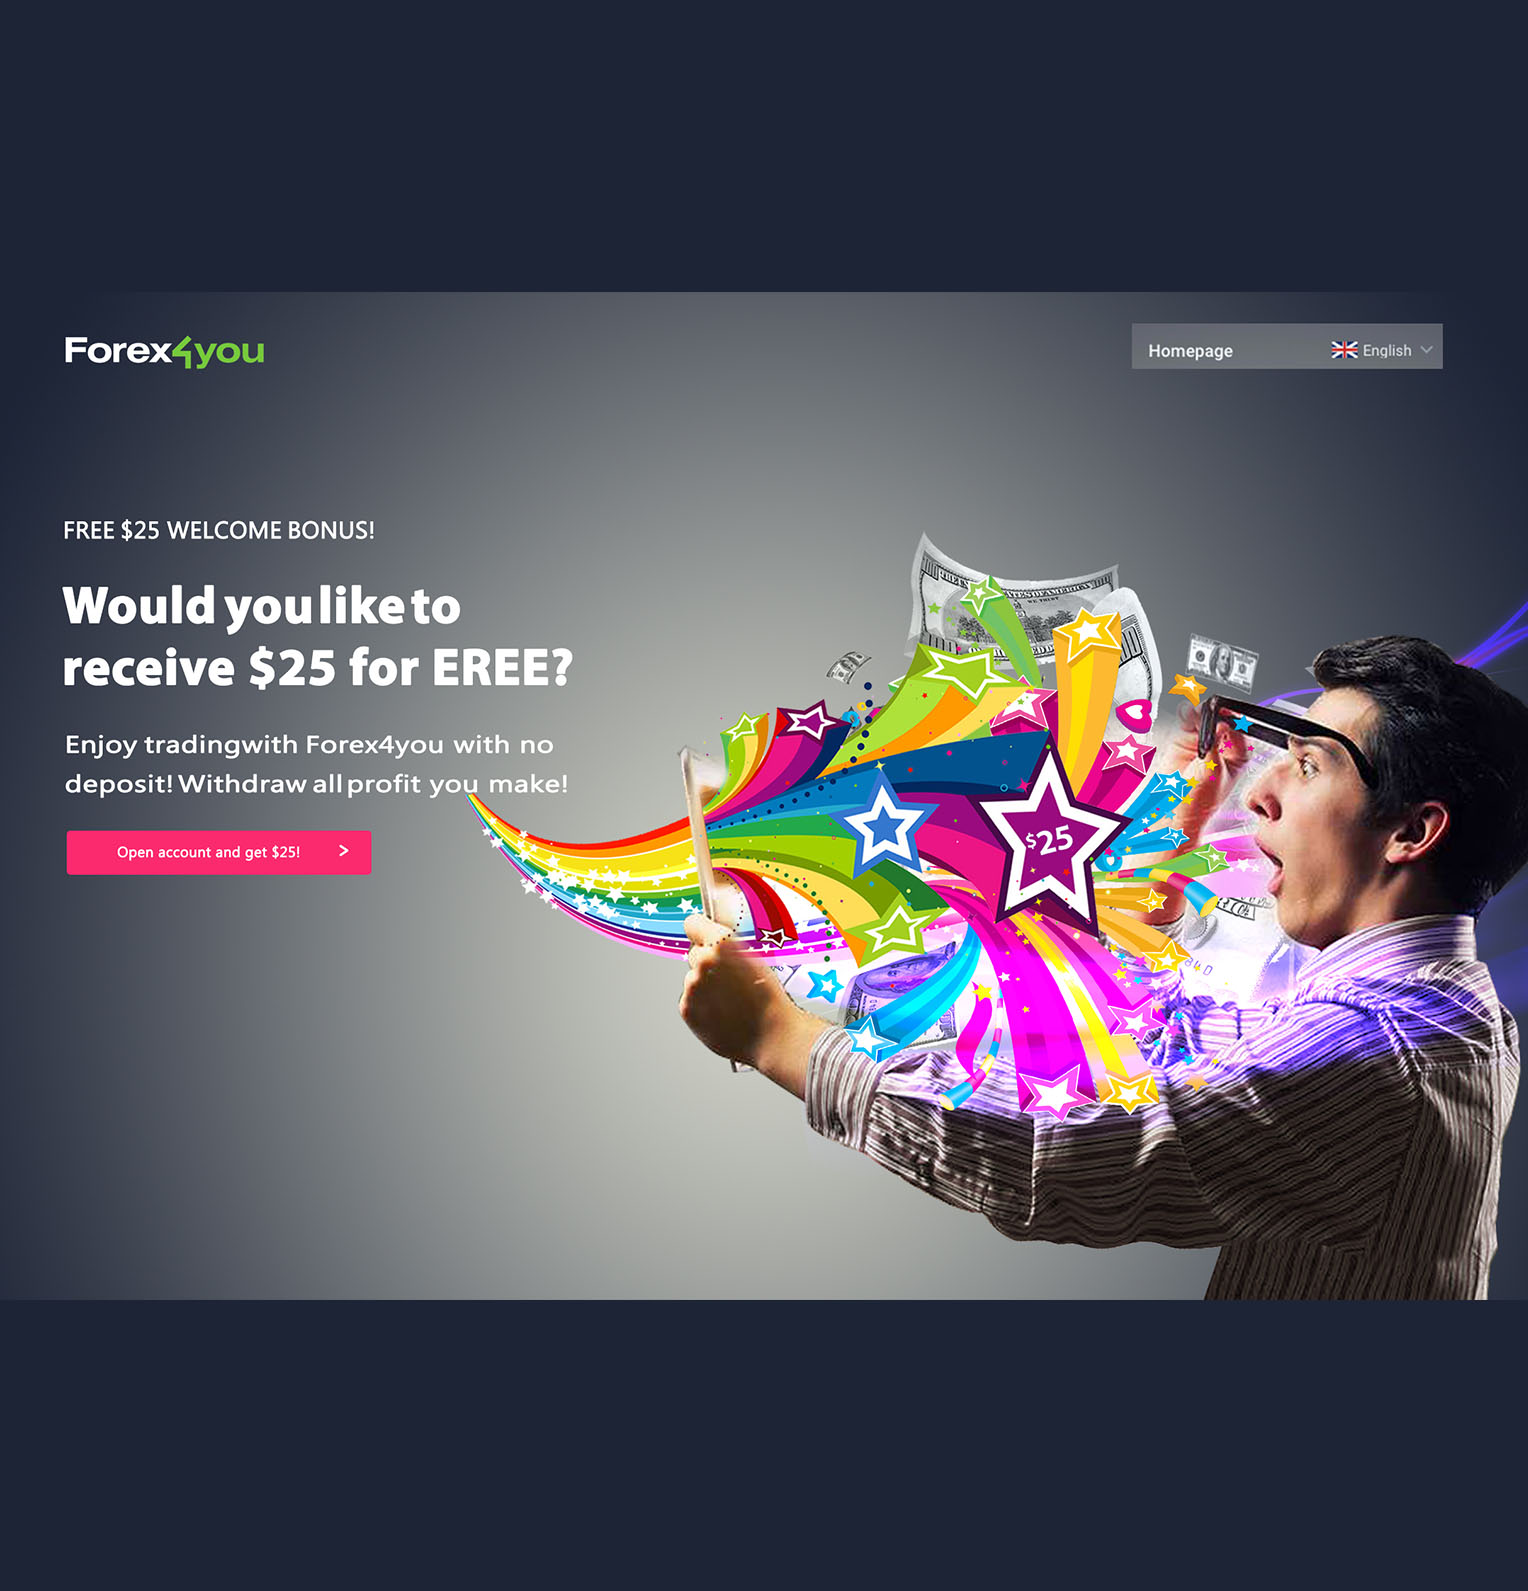 Forex4you
Homepage
English
FREE $25 WELCOME BONUS!
Would you like to
receive $25 for EREE?
Enjoy tradingwith Forex4you with no
deposit! Withdraw all profit you make!
$25
Open account and get $25! >